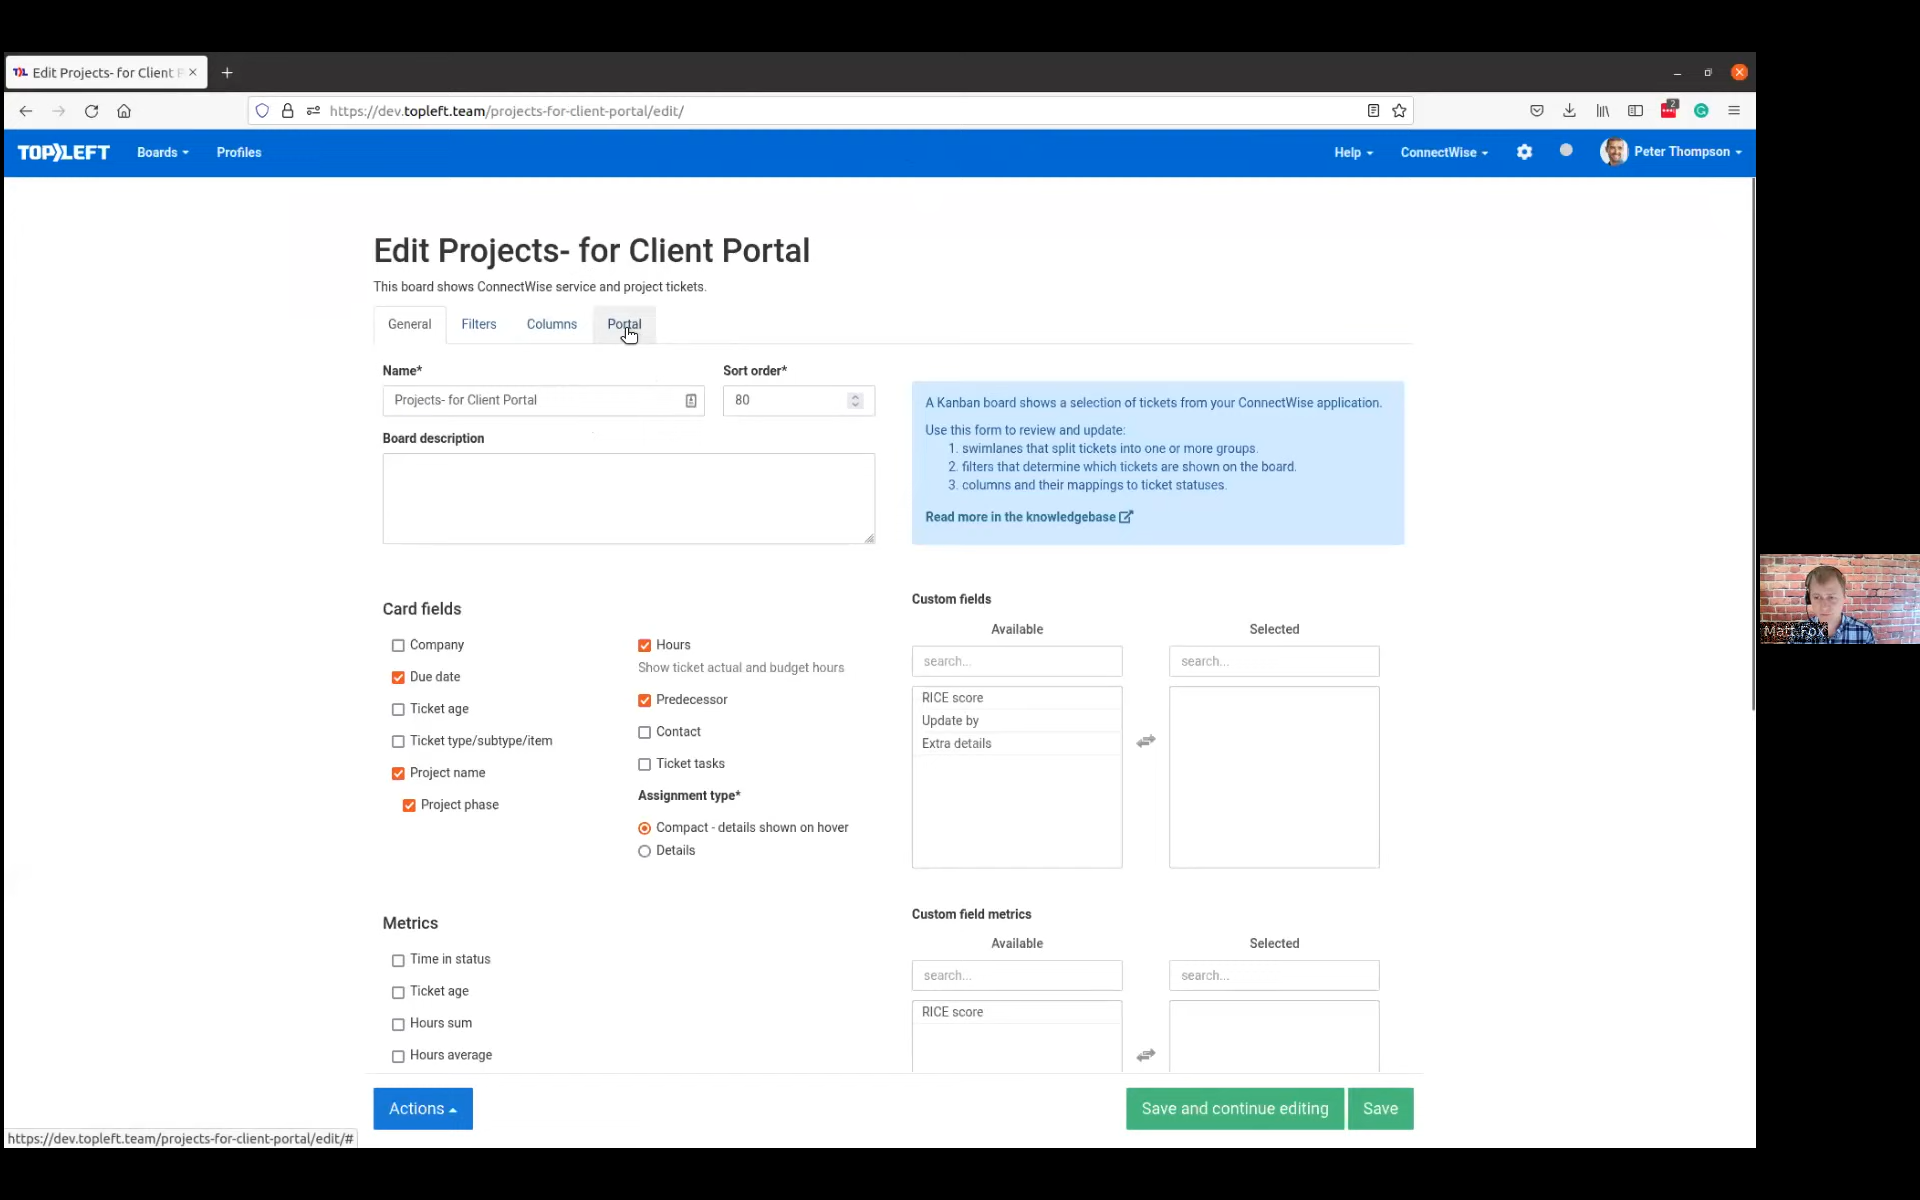 Edit Projects- for Client P
https://dev.topleft.team/projects-for-client-portal/edit/
2
TOP LEFT
Boards
Profiles
Help
ConnectWise
Peter Thompson
Edit Projects- for Client Portal
This board shows ConnectWise service and project tickets.
General
Filters
Columns
Portal
Name*
Sort order*
Projects- for Client Portal
80
Board description
A Kanban board shows a selection of tickets from your ConnectWise application.
Use this form to review and update:
1. swimlanes that split tickets into one or more groups.
2. filters that determine which tickets are shown on the board.
3. columns and their mappings to ticket statuses.
Read more in the knowledgebase
Card fields
Company
Due date
Ticket age
Ticket type/subtype/item
Project name
Project phase
Hours
Show ticket actual and budget hours
Predecessor
Contact
Ticket tasks
Assignment type*
Compact - details shown on hover
Details
Custom fields
Available
Selected
search...
search...
RICE score
Update by
Extra details
Metrics
Time in status
Ticket age
Hours sum
Hours average
Custom field metrics
Available
Selected
search...
search...
RICE score
Actions
Save and continue editing
Save
https://dev.topleft.team/projects-for-client-portal/edit/#
Matt Fox